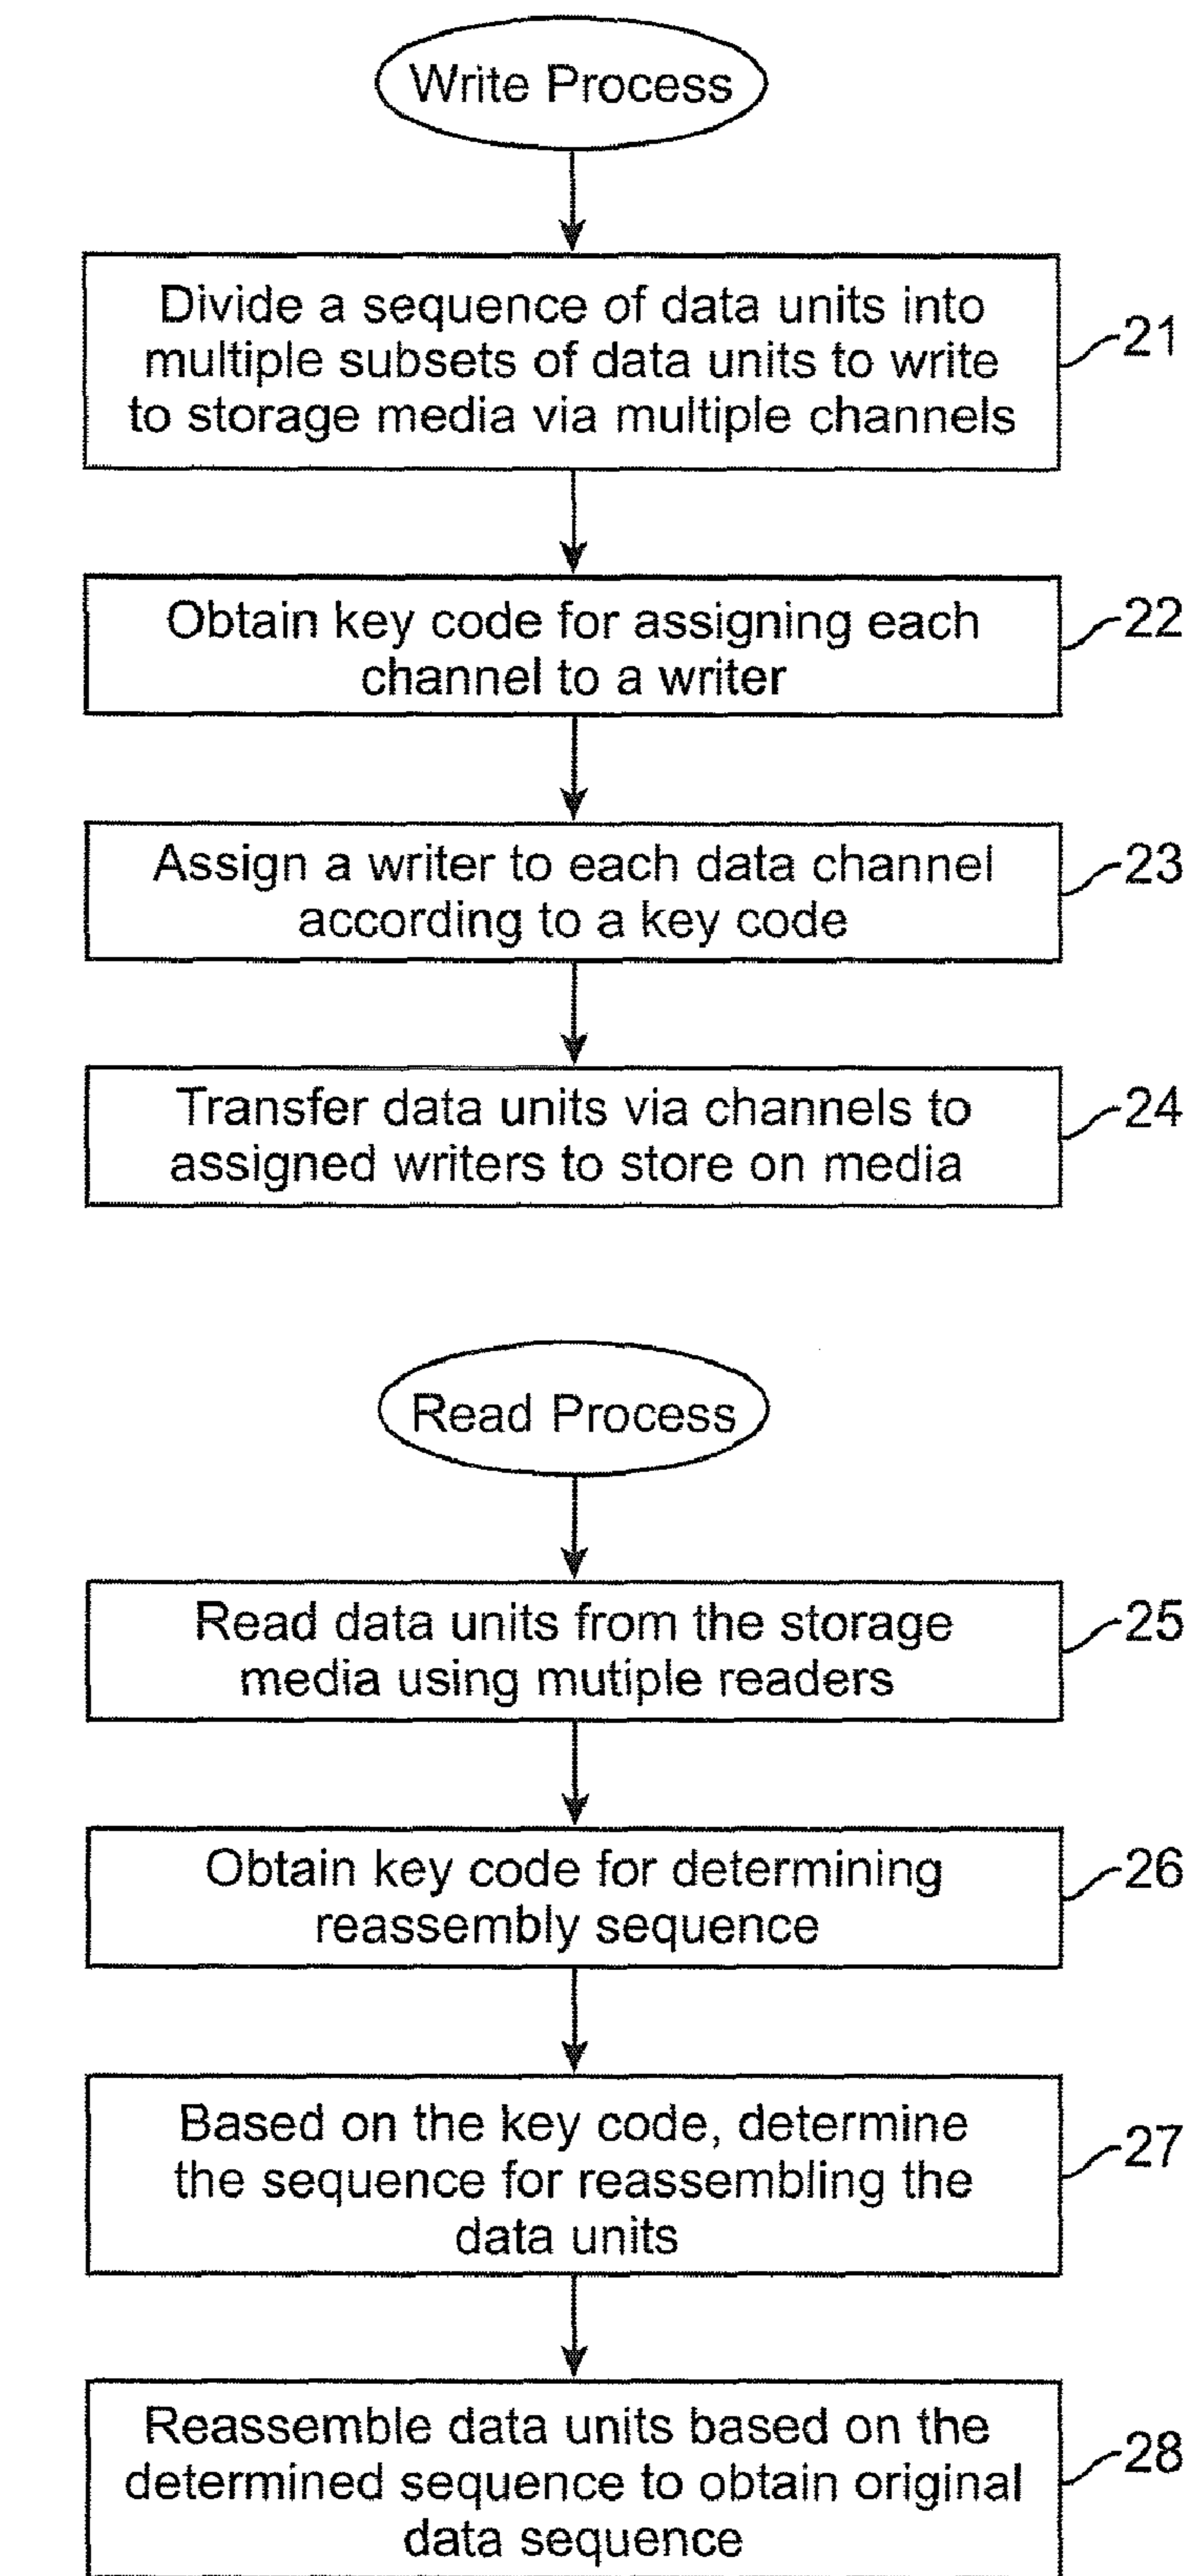 Write Process
Divide a sequence of data units into
multiple subsets of data units to write
to storage media via multiple channels
21
Obtain key code for assigning each
channel to a writer
22
Assign a writer to each data channel
according to a key code
23
Transfer data units via channels to
assigned writers to store on media
24
Read Process
Read data units from the storage
media using mutiple readers
25
Obtain key code for determining
reassembly sequence
26
Based on the key code, determine
the sequence for reassembling the
data units
27
Reassemble data units based on the
determined sequence to obtain original
data sequence
28